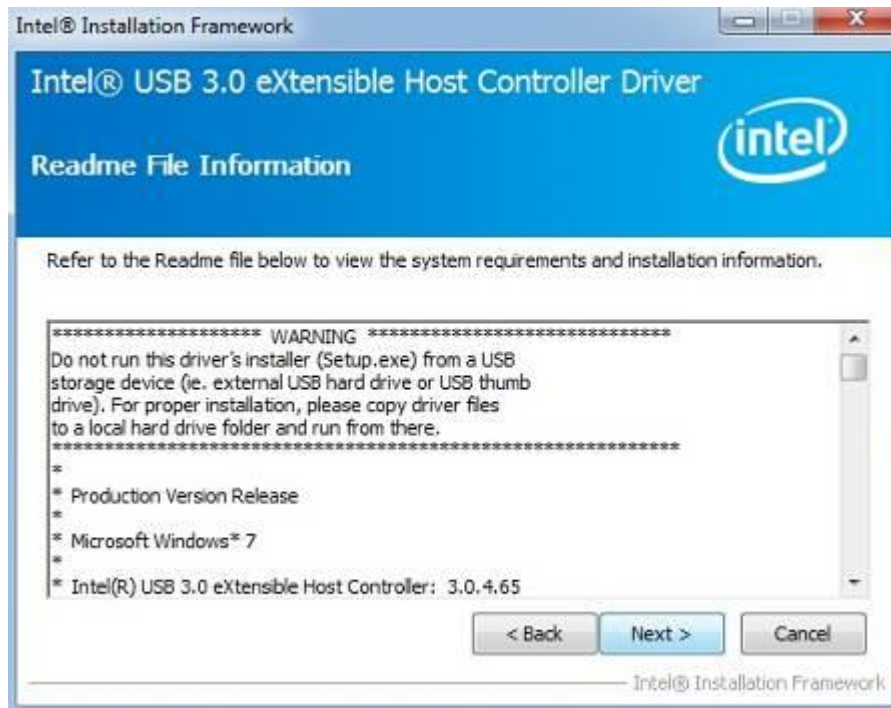 Intel® Installation Framework
Intel® USB 3.0 eXtensible Host Controller Driver
intel
Readme File Information
Refer to the Readme file below to view the system requirements and installation information.
******************** WARNING *****************************
Do not run this driver's installer (Setup.exe) from a USB
storage device (ie. external USB hard drive or USB thumb
drive). For proper installation, please copy driver files
to a local hard drive folder and run from there.
************************************************************
*
* Production Version Release
*
* Microsoft Windows* 7
*
* Intel(R) USB 3.0 eXtensible Host Controller: 3.0.4.65
< Back Next > Cancel
Intel® Installation Framework